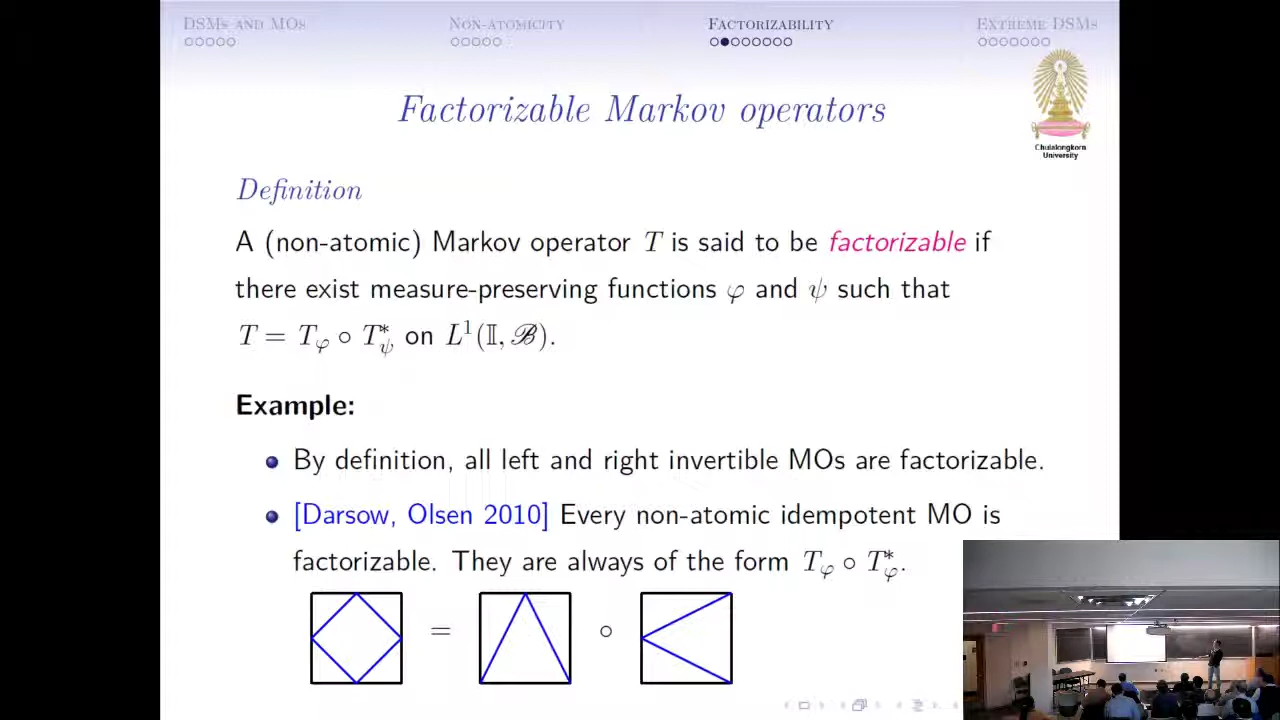 DSMs and MOs Non-Atomicity Factorizability Extreme DSMs
Factorizable Markov operators
Chulalongkorn
University
Definition
A (non-atomic) Markov operator T is said to be factorizable if
there exist measure-preserving functions φ and ψ such that
T = T_φ ∘ T*_ψ on L¹(𝕀, ℬ).
Example:
By definition, all left and right invertible MOs are factorizable.
[Darsow, Olsen 2010] Every non-atomic idempotent MO is
factorizable. They are always of the form T_φ ∘ T*_φ.
= ∘